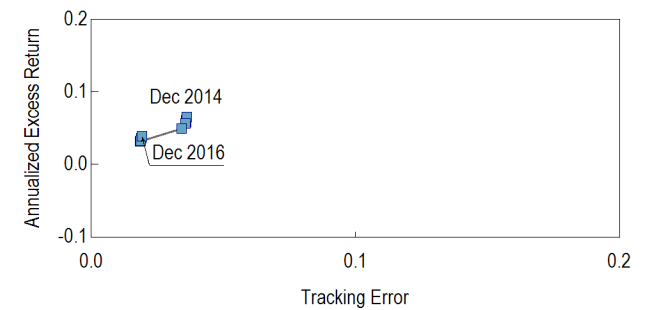 0.2
0.1
0.0
-0.1
Annualized Excess Return
Dec 2014
Dec 2016
0.0
0.1
0.2
Tracking Error